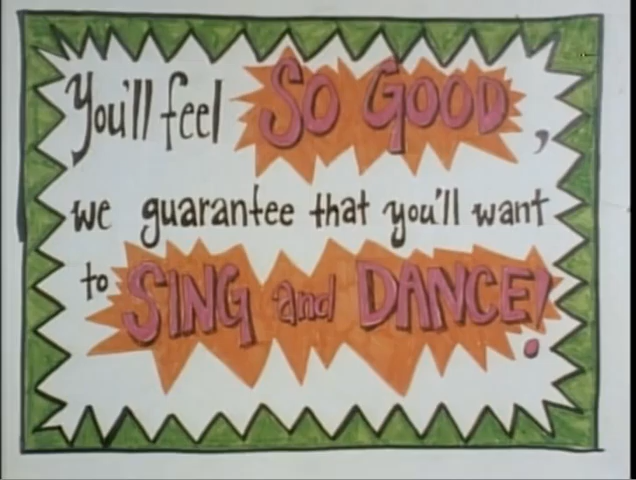 You'll feel SO GOOD,
we guarantee that you'll want
to SING and DANCE!